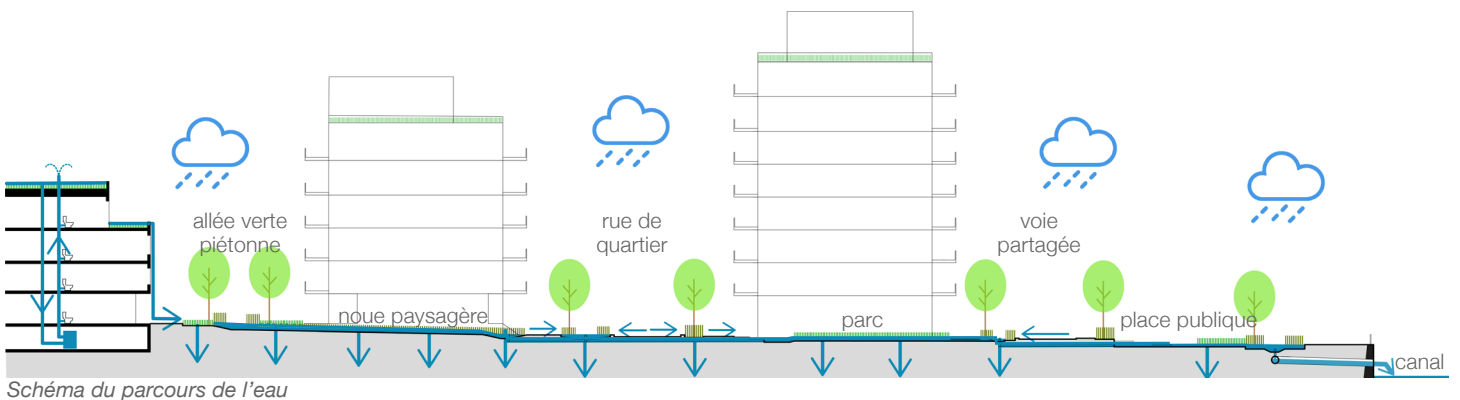 allée verte
piétonne
rue de
quartier
voie
partagée
noue paysagère
parc
place publique
canal
Schéma du parcours de l'eau